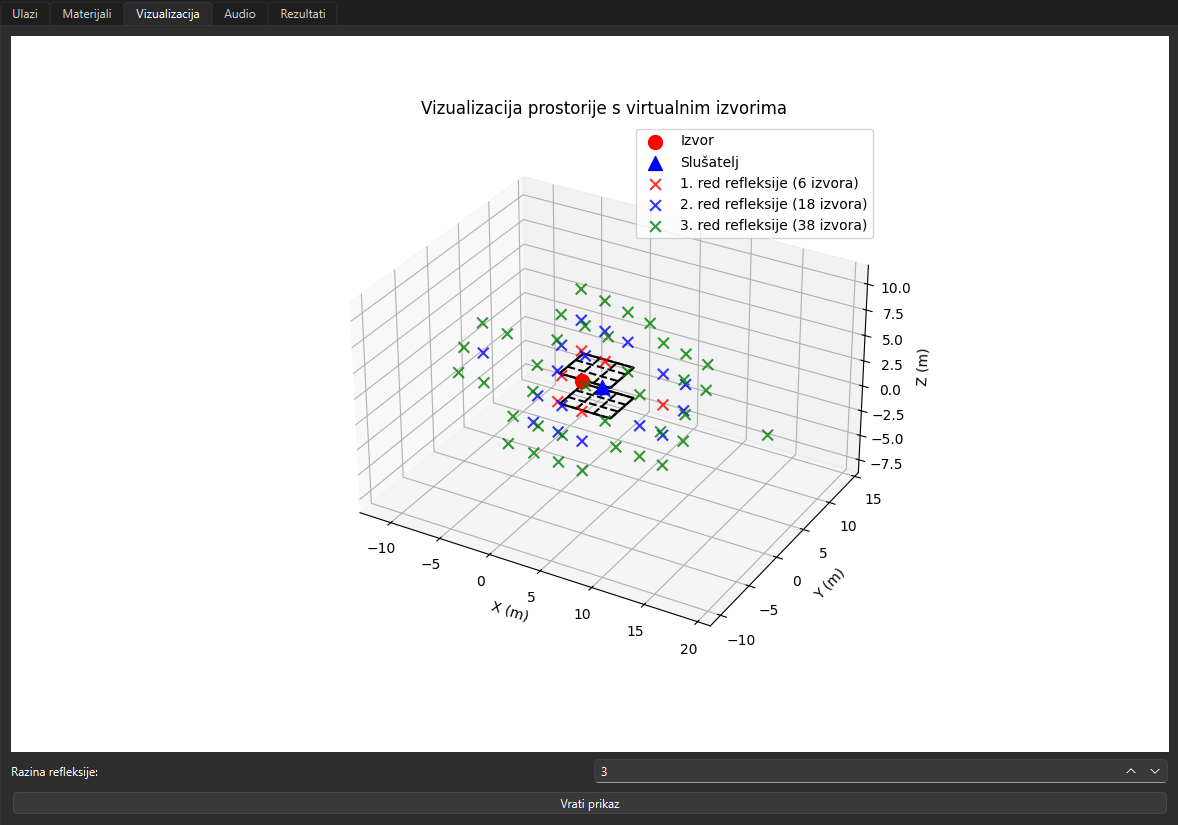 Ulazi Materijali Vizualizacija Audio Rezultati
Vizualizacija prostorije s virtualnim izvorima
Izvor
Slušatelj
1. red refleksije (6 izvora)
2. red refleksije (18 izvora)
3. red refleksije (38 izvora)
10.0
7.5
5.0
2.5
0.0
−2.5
−5.0
−7.5
Z (m)
15
10
5
0
−5
−10
Y (m)
−10
−5
0
5
10
15
20
X (m)
Razina refleksije: 3
Vrati prikaz